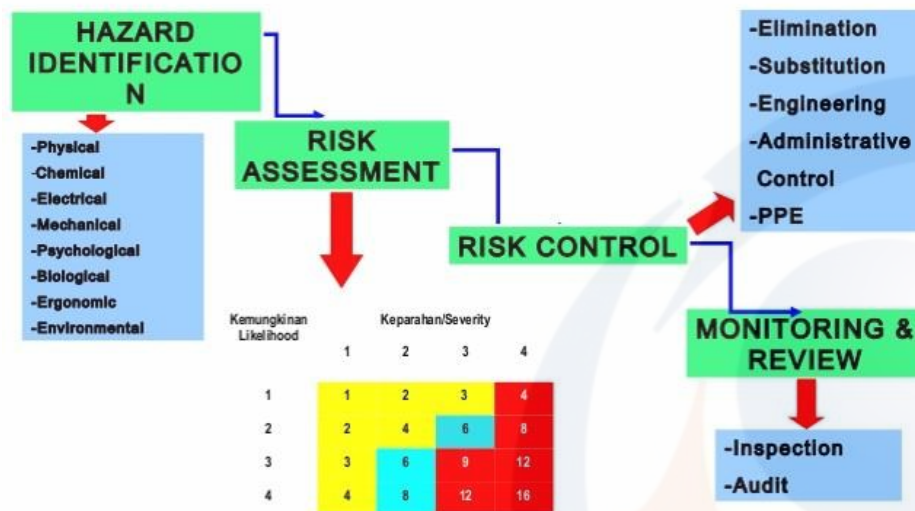 HAZARD
IDENTIFICATIO
N
-Physical
-Chemical
-Electrical
-Mechanical
-Psychological
-Biological
-Ergonomic
-Environmental
RISK
ASSESSMENT
RISK CONTROL
-Elimination
-Substitution
-Engineering
-Administrative
Control
-PPE
MONITORING &
REVIEW
-Inspection
-Audit
Kemungkinan
Likelihood
Keparahan/Severity
1 2 3 4
1 1 2 3 4
2 2 4 6 8
3 3 6 9 12
4 4 8 12 16